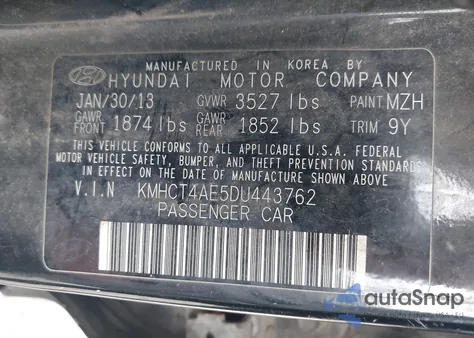 MANUFACTURED IN KOREA BY
HYUNDAI MOTOR COMPANY
JAN/30/13 GVWR 3527 lbs PAINT MZH
GAWR FRONT 1874 lbs GAWR REAR 1852 lbs TRIM 9Y
THIS VEHICLE CONFORMS TO ALL APPLICABLE U.S.A. FEDERAL
MOTOR VEHICLE SAFETY, BUMPER, AND THEFT PREVENTION STANDARDS
IN EFFECT ON THE DATE OF MANUFACTURE SHOWN ABOVE.
V.I.N KMHCT4AE5DU443762
PASSENGER CAR
autoSnap